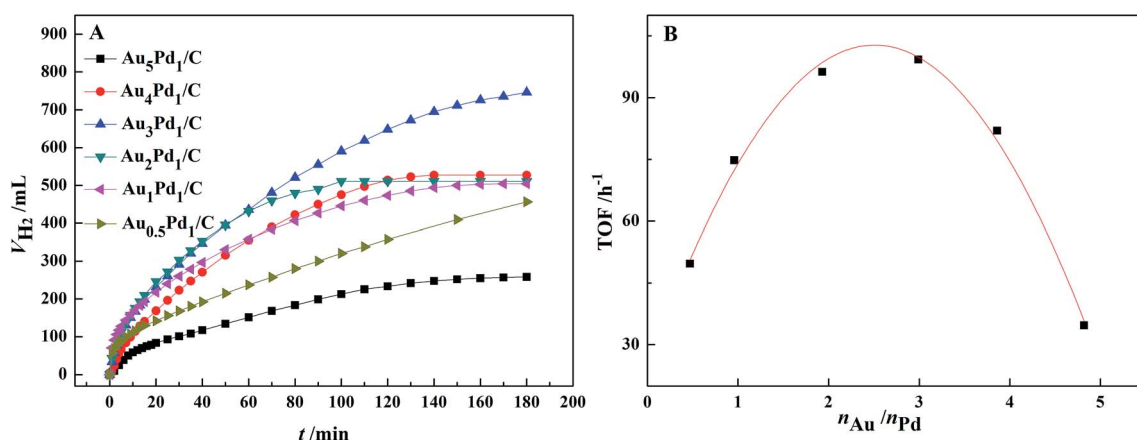 A
Au5Pd1/C
Au4Pd1/C
Au3Pd1/C
Au2Pd1/C
Au1Pd1/C
Au0.5Pd1/C
VH2 /mL
900
800
700
600
500
400
300
200
100
0
0 20 40 60 80 100 120 140 160 180 200
t /min
B
TOF /h-1
90
60
30
0 1 2 3 4 5
nAu /nPd